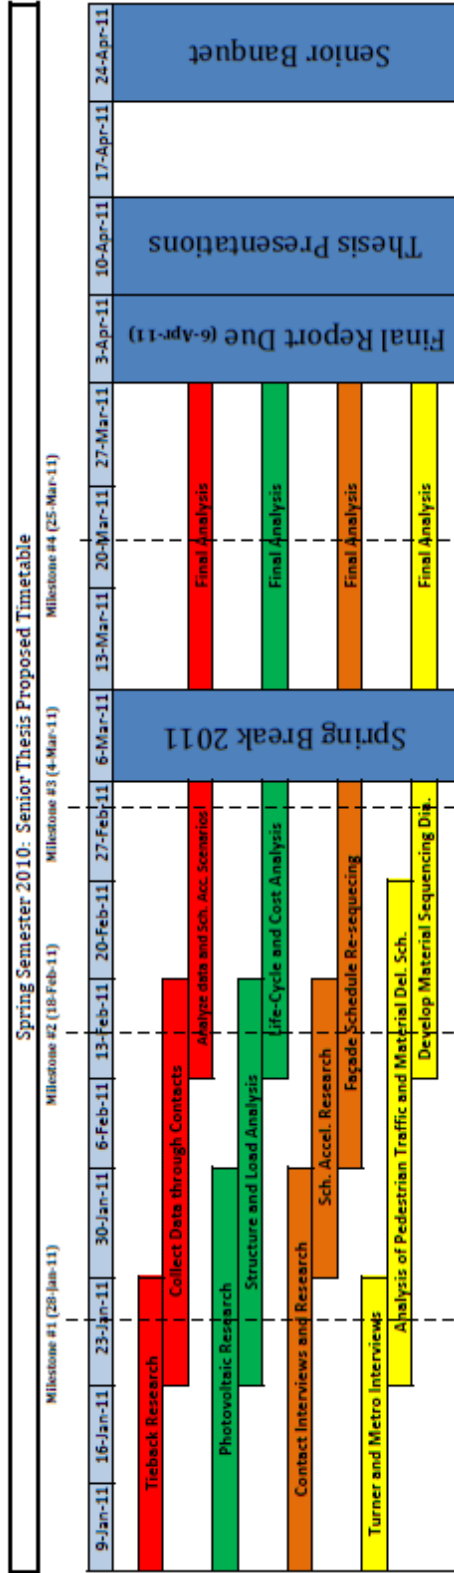 Spring Semester 2010: Senior Thesis Proposed Timetable
Milestone #1 (28-Jan-11)
Milestone #2 (18-Feb-11)
Milestone #3 (4-Mar-11)
Milestone #4 (25-Mar-11)
9-Jan-11
16-Jan-11
23-Jan-11
30-Jan-11
6-Feb-11
13-Feb-11
20-Feb-11
27-Feb-11
6-Mar-11
13-Mar-11
20-Mar-11
27-Mar-11
3-Apr-11
10-Apr-11
17-Apr-11
24-Apr-11
Tieback Research
Collect Data through Contacts
Analyze data and Sch. Acc. Scenarios
Final Analysis
Photovoltaic Research
Structure and Load Analysis
Life-Cycle and Cost Analysis
Final Analysis
Contact Interviews and Research
Sch. Accel. Research
Façade Schedule Re-sequecing
Final Analysis
Turner and Metro Interviews
Analysis of Pedestrian Traffic and Material Del. Sch.
Develop Material Sequencing Dia.
Final Analysis
Spring Break 2011
Final Report Due (6-Apr-11)
Thesis Presentations
Senior Banquet